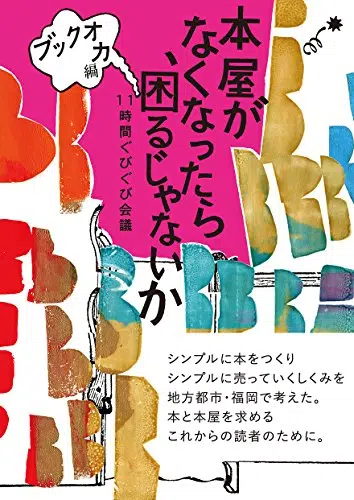 本屋が
なくなったら
、困るじゃないか
11時間ぐびぐび会議
ブックオカ
編
シンプルに本をつくり
シンプルに売っていくしくみを
地方都市・福岡で考えた。
本と本屋を求める
これからの読者のために。